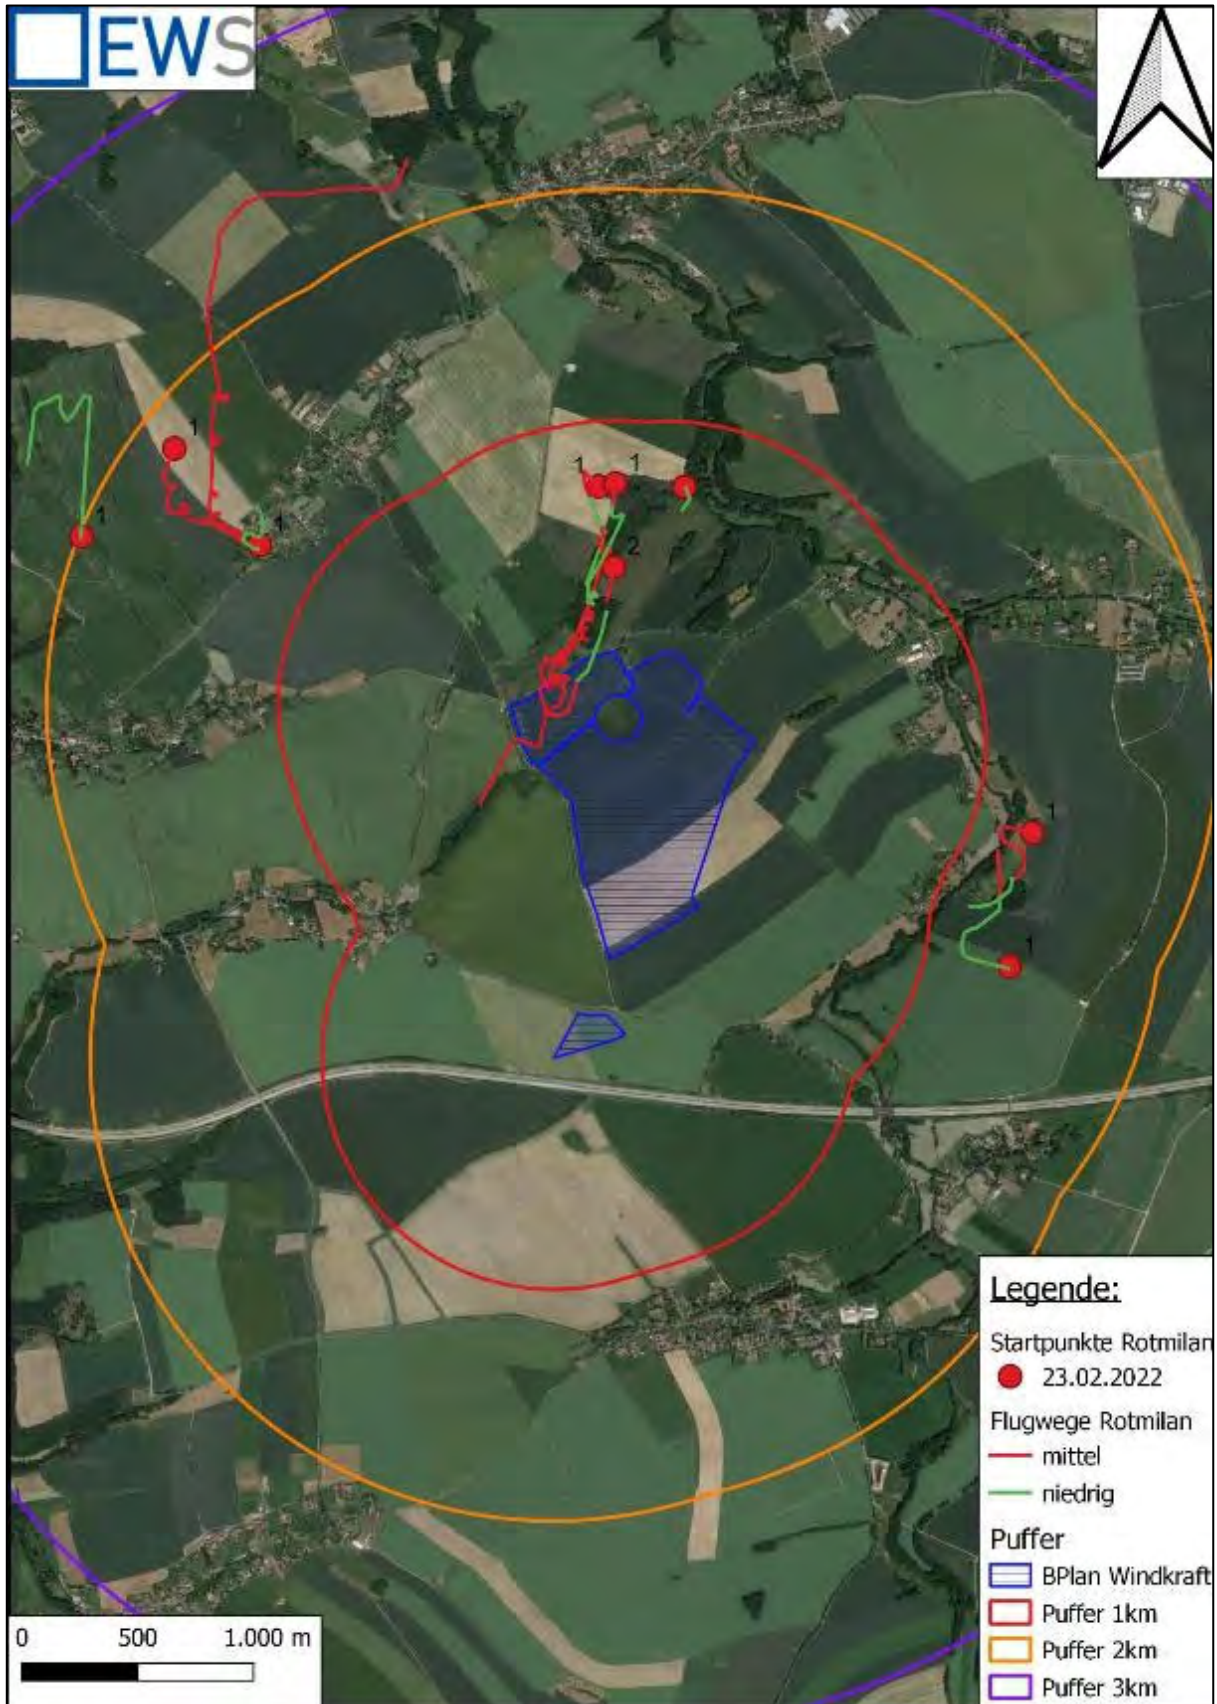 EWS
1
1
1
1
1
2
1
1
Legende:
Startpunkte Rotmilan
23.02.2022
Flugwege Rotmilan
mittel
niedrig
Puffer
BPlan Windkraft
Puffer 1km
Puffer 2km
Puffer 3km
0 500 1.000 m